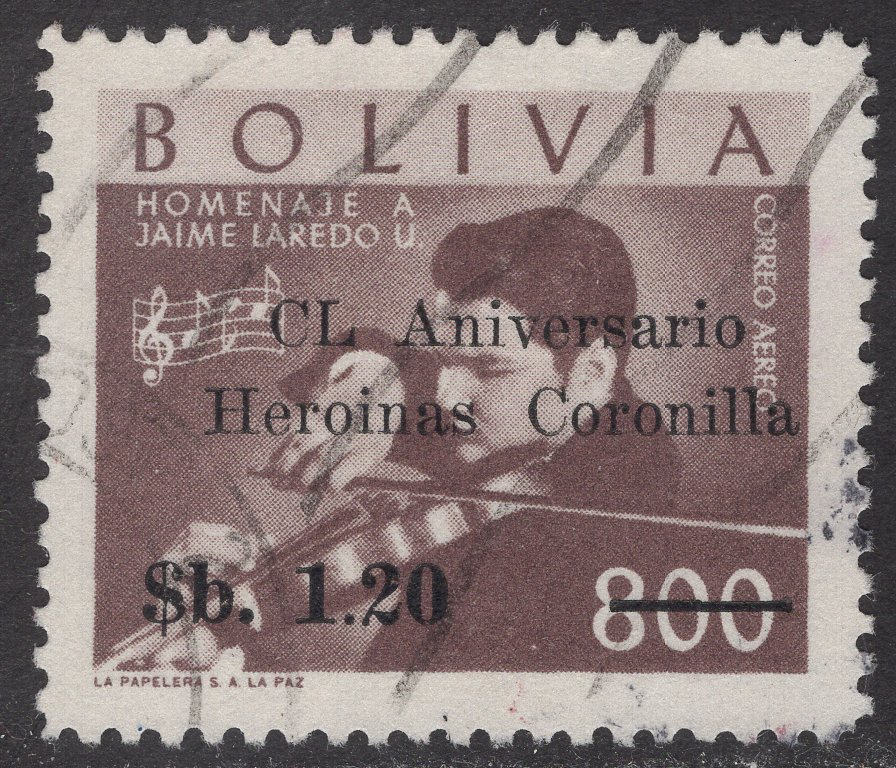 BOLIVIA
HOMENAJE A
JAIME LAREDO U.
CORREO AEREO
CL Aniversario
Heroinas Coronilla
$b. 1.20
800
LA PAPELERA S. A. LA PAZ